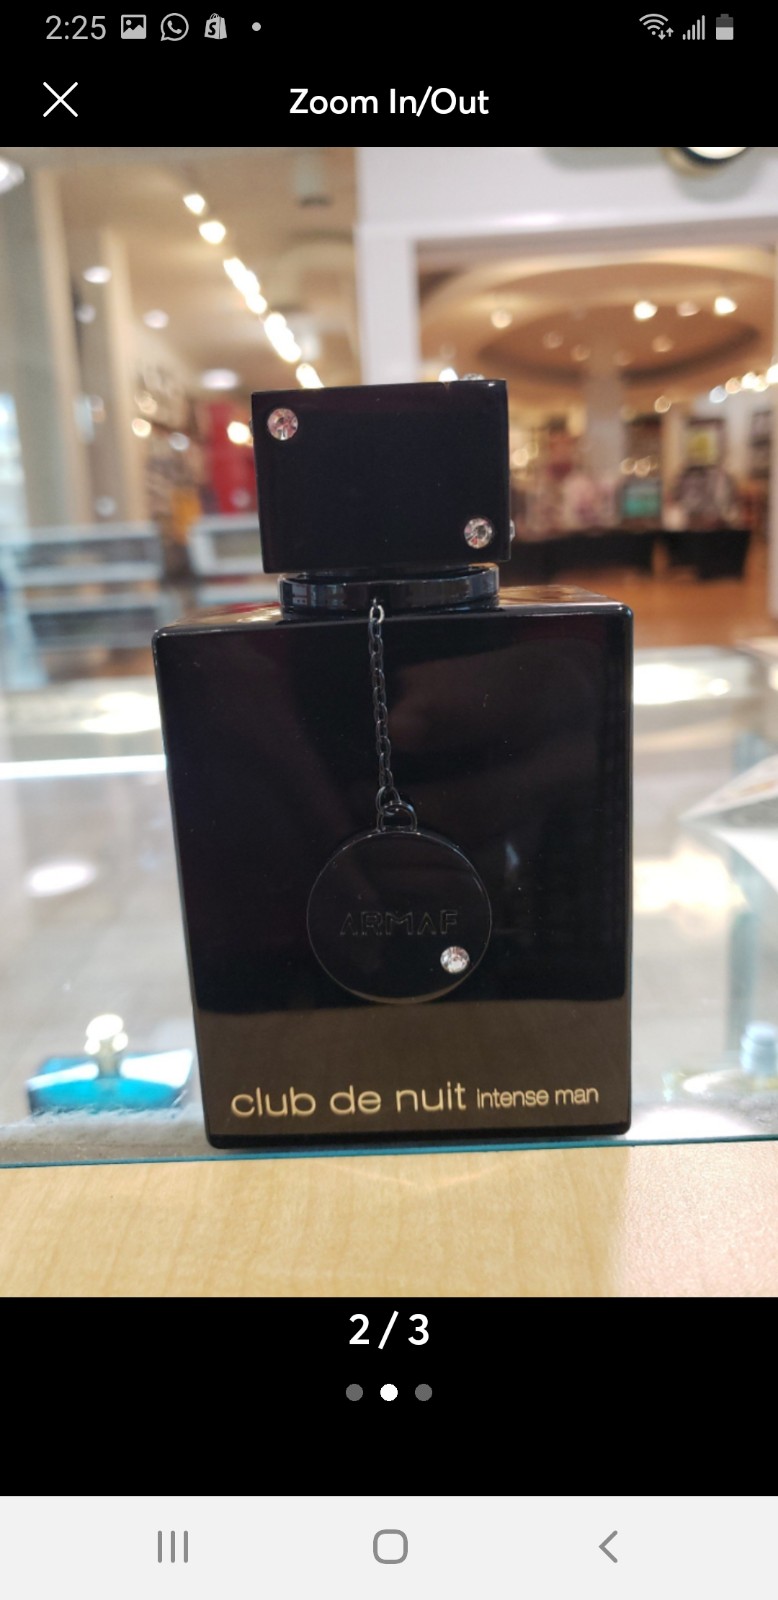 2:25
Zoom In/Out
ARMAF
club de nuit intense man
2/3